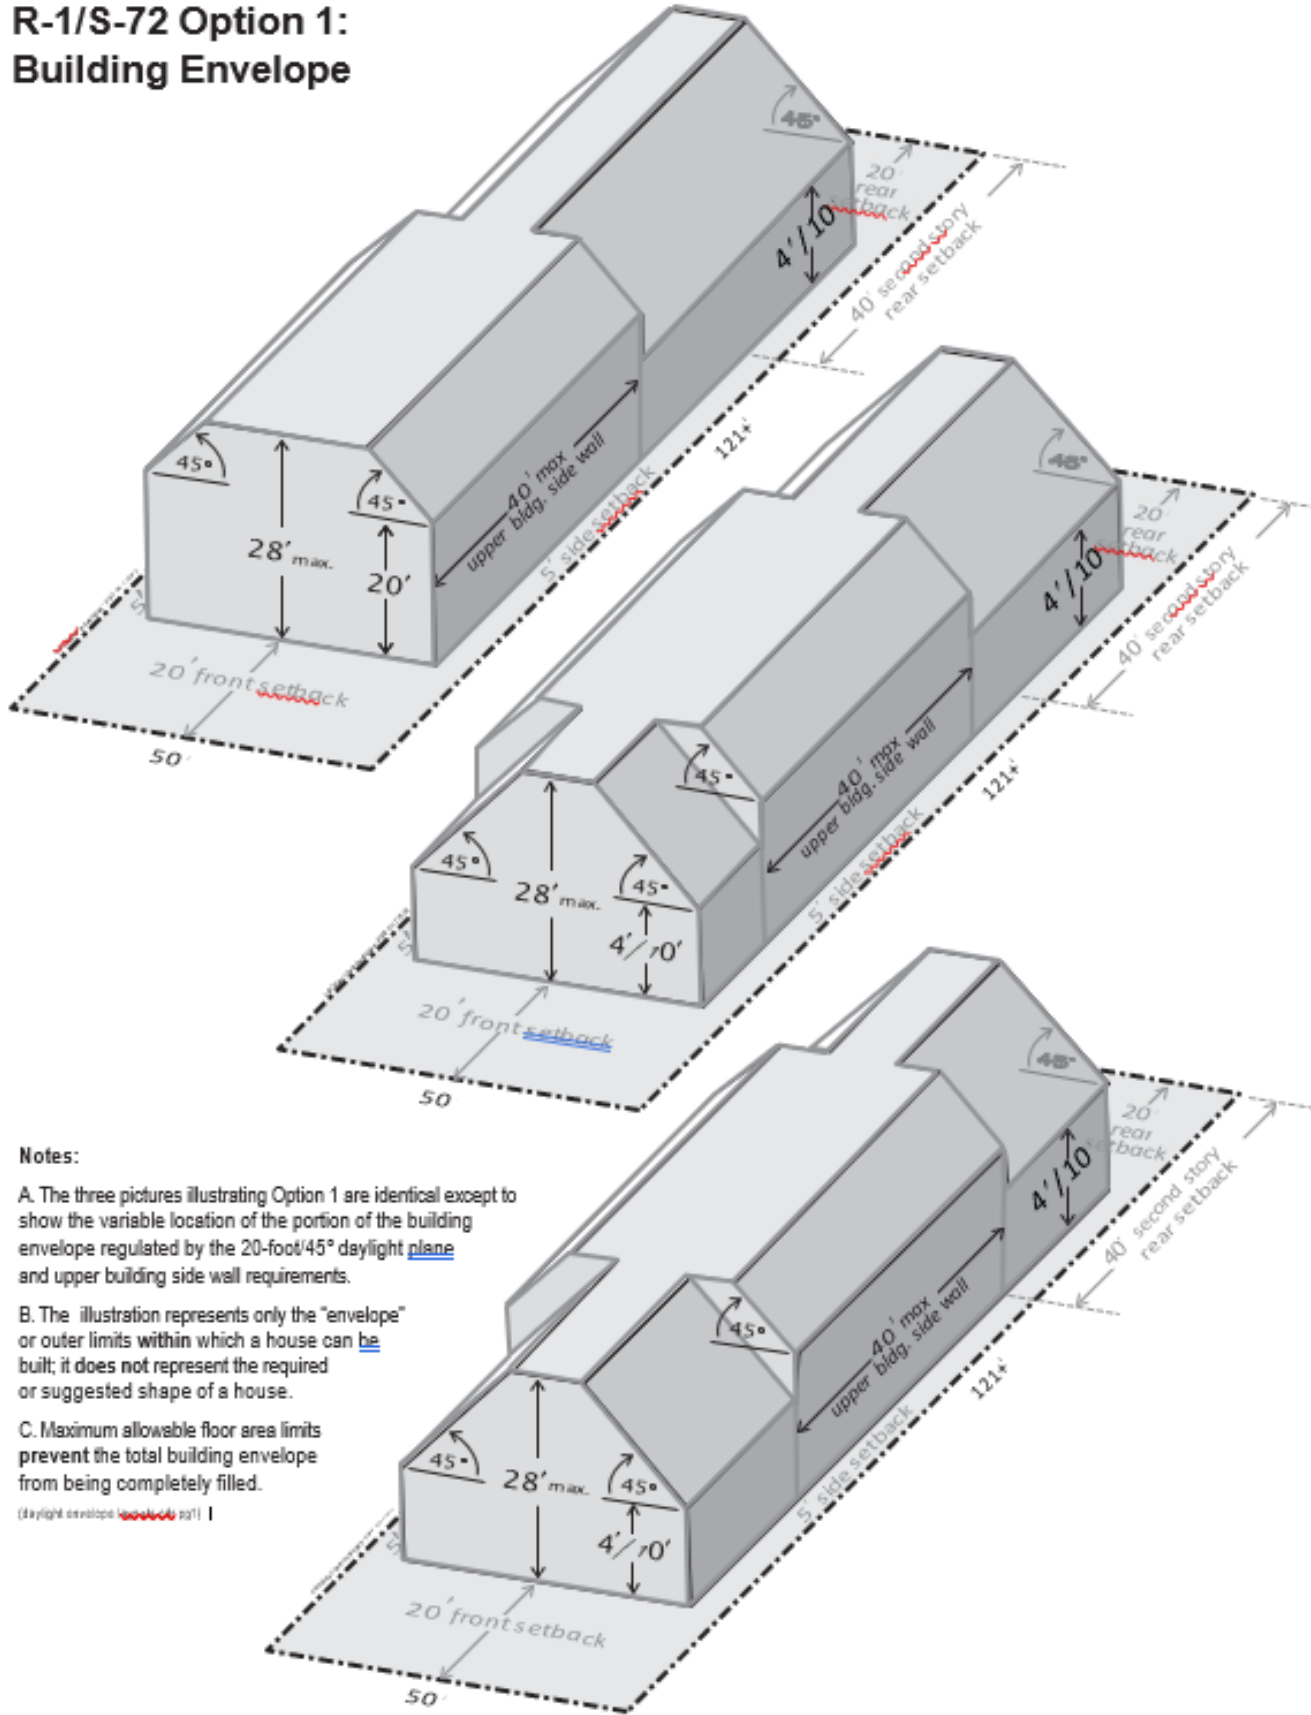 R-1/S-72 Option 1:
Building Envelope
45°
20'
rear
setback
4'/10'
40' second story
rear setback
45°
45°
28' max.
20'
40' max
upper bldg. side wall
5' side setback
121+'
5'
20' front setback
50'
45°
20'
rear
setback
4'/10'
40' second story
rear setback
45°
40' max
upper bldg. side wall
121+'
45°
45°
28' max.
4'/10'
5' side setback
5'
20' front setback
50
45°
20'
rear
setback
4'/10'
40' second story
rear setback
45°
40' max
upper bldg. side wall
121+'
45°
45°
28' max.
4'/10'
5' side setback
5'
20' front setback
50'
Notes:
A. The three pictures illustrating Option 1 are identical except to
show the variable location of the portion of the building
envelope regulated by the 20-foot/45° daylight plane
and upper building side wall requirements.
B. The illustration represents only the "envelope"
or outer limits within which a house can be
built; it does not represent the required
or suggested shape of a house.
C. Maximum allowable floor area limits
prevent the total building envelope
from being completely filled.
(daylight envelope pg1)